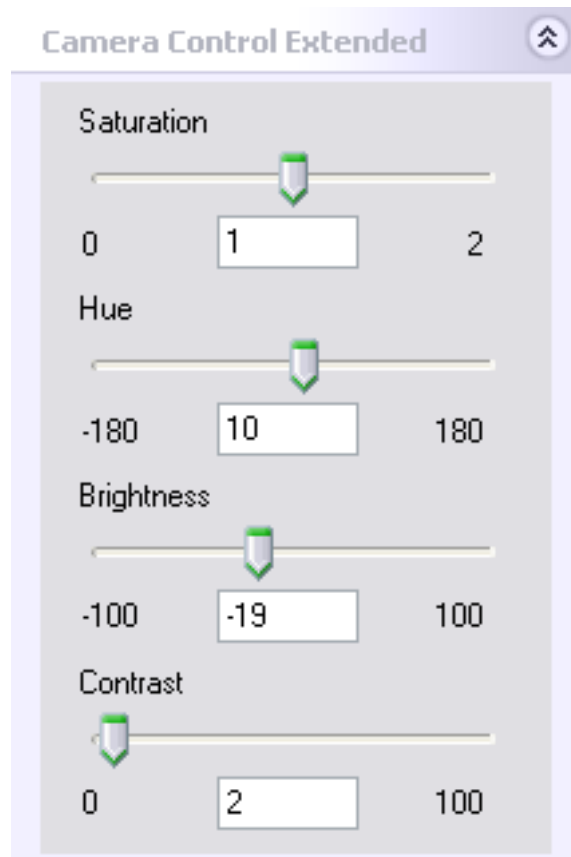 Camera Control Extended
Saturation
0 1 2
Hue
-180 10 180
Brightness
-100 -19 100
Contrast
0 2 100